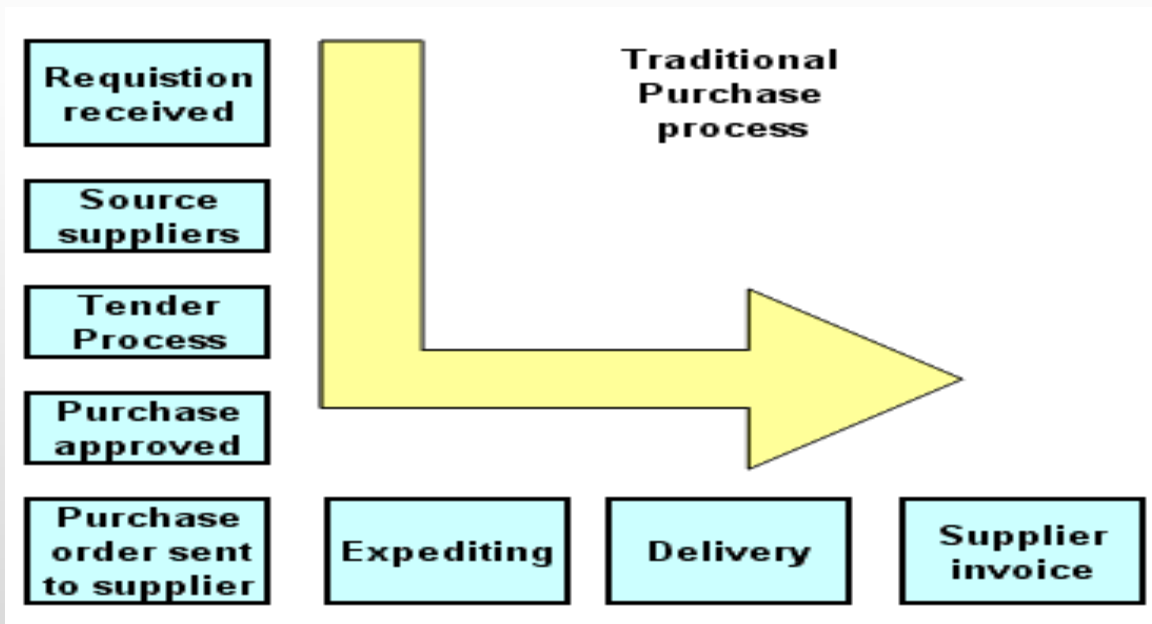 Traditional
Purchase
process
Requistion
received
Source
suppliers
Tender
Process
Purchase
approved
Purchase
order sent
to supplier
Expediting
Delivery
Supplier
invoice